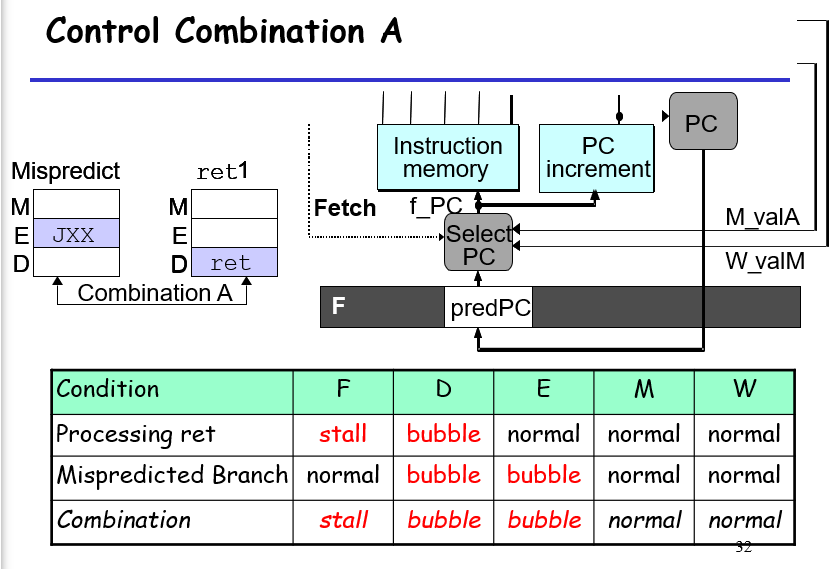 Control Combination A
Mispredict
M
E JXX
D
ret1
M
E
D ret
Combination A
Fetch
Instruction
memory
PC
increment
PC
f_PC
Select
PC
M_valA
W_valM
F
predPC
Condition F D E M W
Processing ret stall bubble normal normal normal
Mispredicted Branch normal bubble bubble normal normal
Combination stall bubble bubble normal normal
32